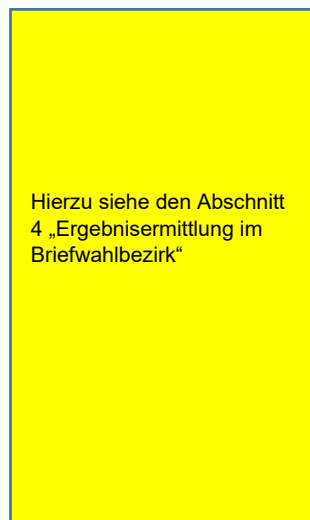 Hierzu siehe den Abschnitt
4 „Ergebnisermittlung im
Briefwahlbezirk“